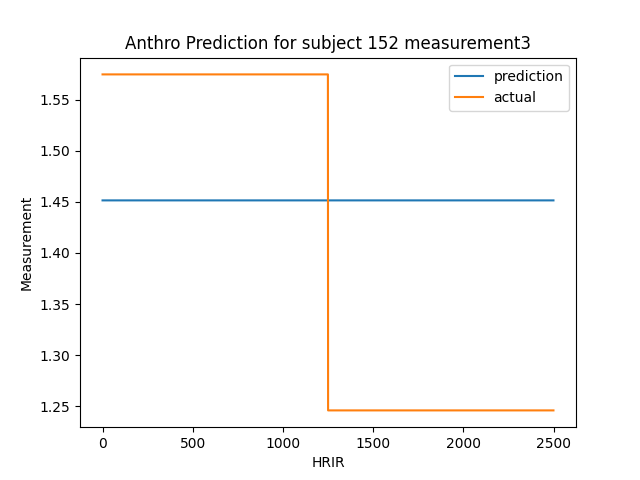 Anthro Prediction for subject 152 measurement3
prediction
actual
Measurement
1.55
1.50
1.45
1.40
1.35
1.30
1.25
0 500 1000 1500 2000 2500
HRIR